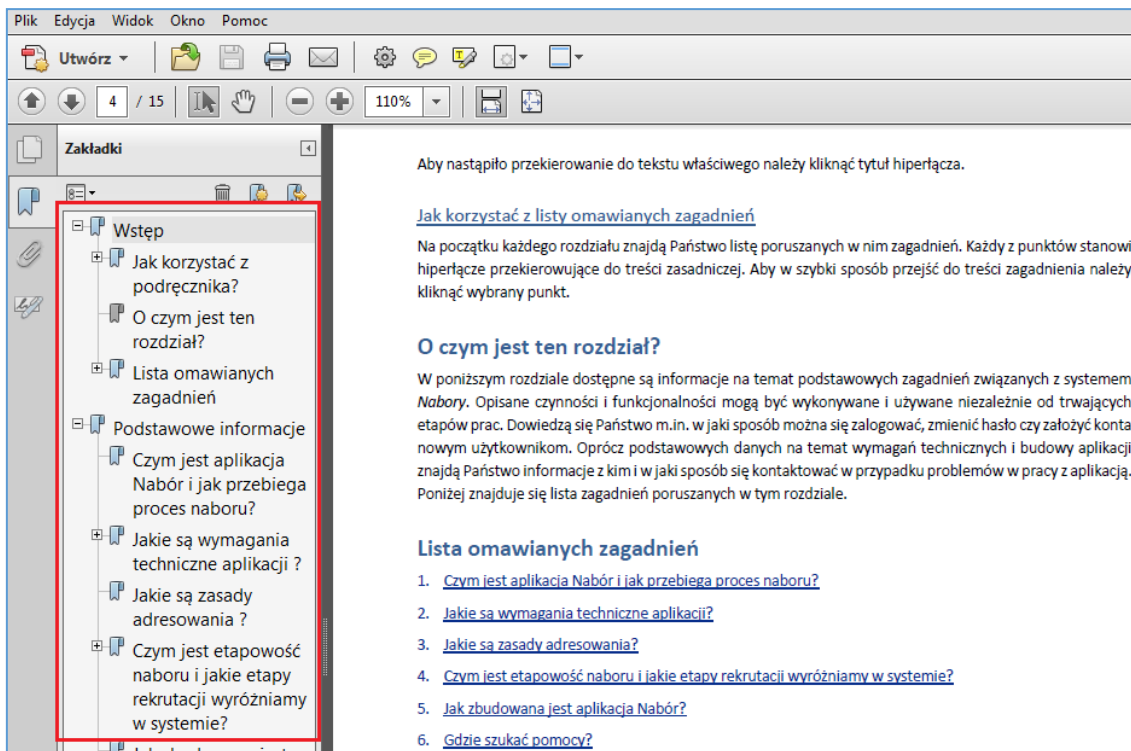 Plik Edycja Widok Okno Pomoc
Utwórz
4 / 15 110%
Zakładki
Wstęp
Jak korzystać z
podręcznika?
O czym jest ten
rozdział?
Lista omawianych
zagadnień
Podstawowe informacje
Czym jest aplikacja
Nabór i jak przebiega
proces naboru?
Jakie są wymagania
techniczne aplikacji ?
Jakie są zasady
adresowania ?
Czym jest etapowość
naboru i jakie etapy
rekrutacji wyróżniamy
w systemie?
Aby nastąpiło przekierowanie do tekstu właściwego należy kliknąć tytuł hiperłącza.
Jak korzystać z listy omawianych zagadnień
Na początku każdego rozdziału znajdą Państwo listę poruszanych w nim zagadnień. Każdy z punktów stanowi
hiperłącze przekierowujące do treści zasadniczej. Aby w szybki sposób przejść do treści zagadnienia należy
kliknąć wybrany punkt.
O czym jest ten rozdział?
W poniższym rozdziale dostępne są informacje na temat podstawowych zagadnień związanych z systemem
Nabory. Opisane czynności i funkcjonalności mogą być wykonywane i używane niezależnie od trwających
etapów prac. Dowiedzą się Państwo m.in. w jaki sposób można się zalogować, zmienić hasło czy założyć konta
nowym użytkownikom. Oprócz podstawowych danych na temat wymagań technicznych i budowy aplikacji
znajdą Państwo informacje z kim i w jaki sposób się kontaktować w przypadku problemów w pracy z aplikacją.
Poniżej znajduje się lista zagadnień poruszanych w tym rozdziale.
Lista omawianych zagadnień
1. Czym jest aplikacja Nabór i jak przebiega proces naboru?
2. Jakie są wymagania techniczne aplikacji?
3. Jakie są zasady adresowania?
4. Czym jest etapowość naboru i jakie etapy rekrutacji wyróżniamy w systemie?
5. Jak zbudowana jest aplikacja Nabór?
6. Gdzie szukać pomocy?